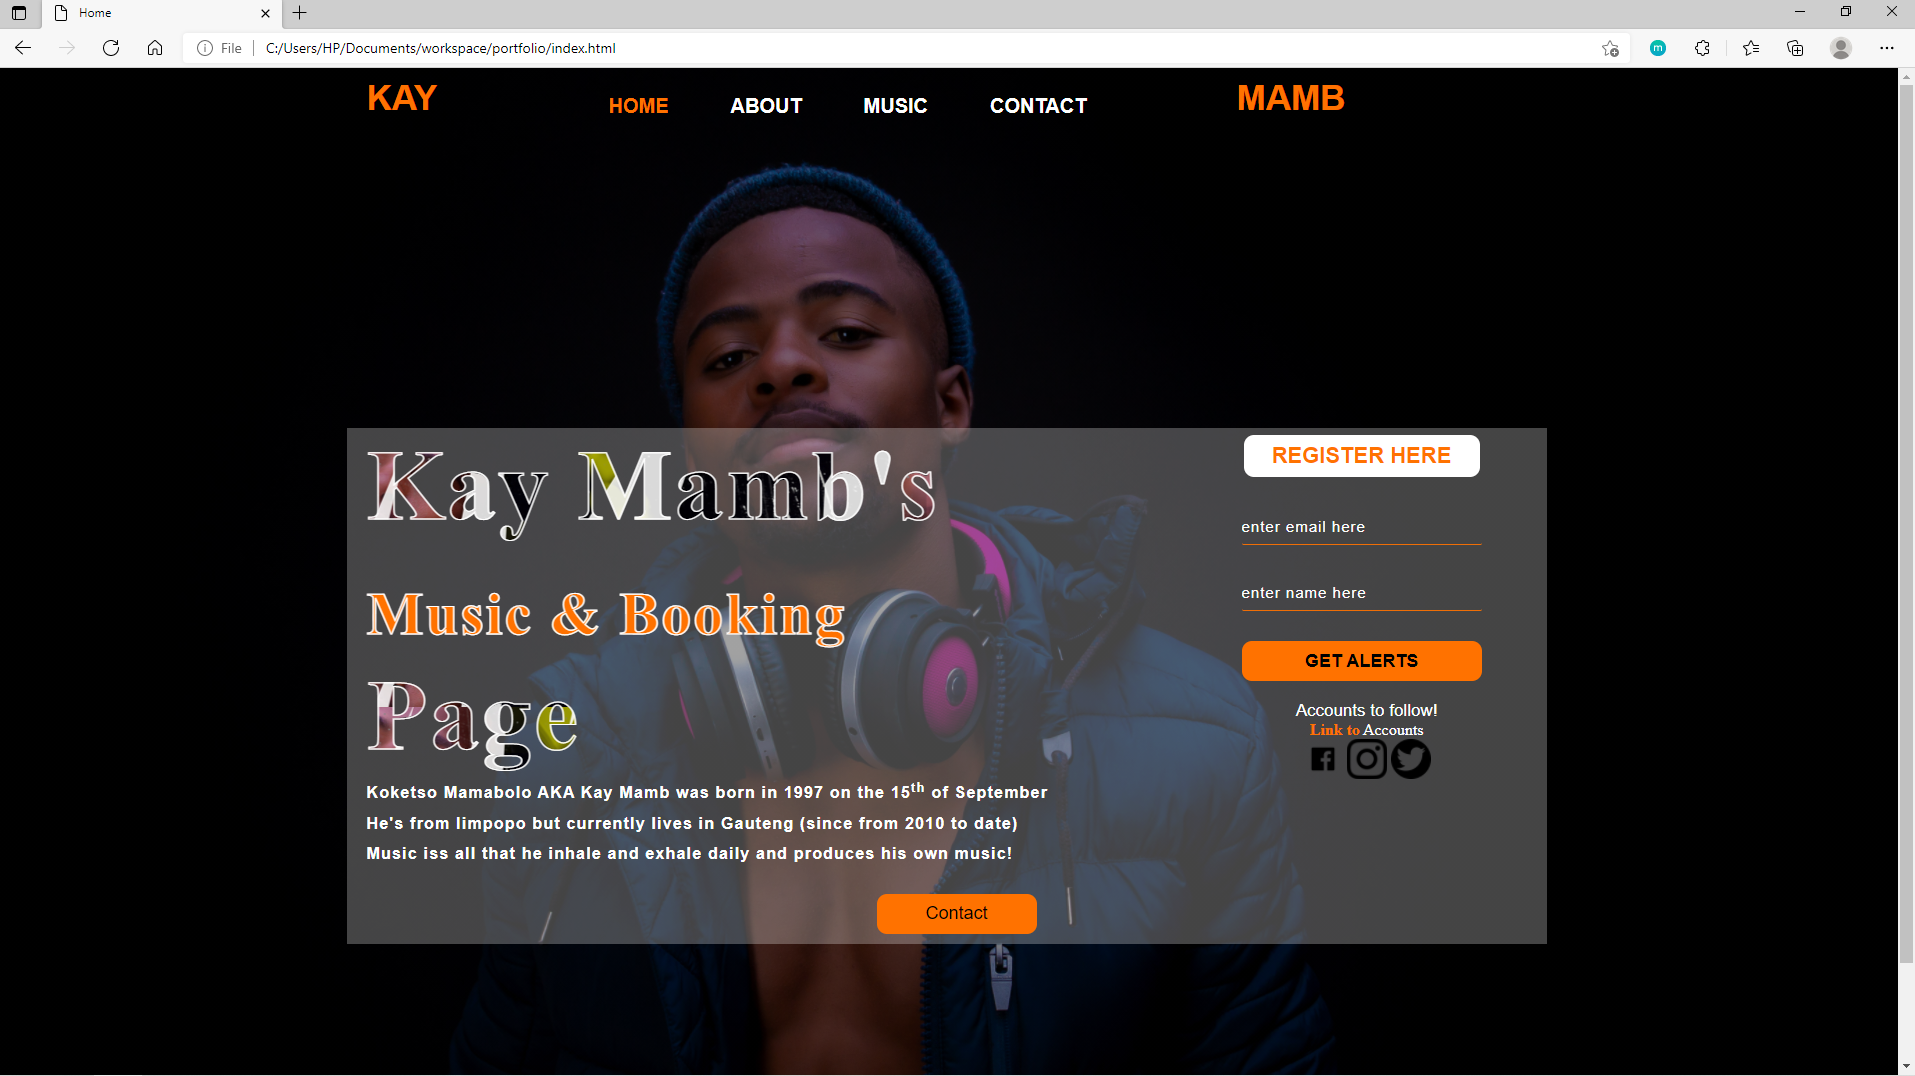 Home
File
C:/Users/HP/Documents/workspace/portfolio/index.html
m
KAY
HOME ABOUT MUSIC CONTACT
MAMB
Kay Mamb's
Music & Booking
Page
Koketso Mamabolo AKA Kay Mamb was born in 1997 on the 15th of September
He's from limpopo but currently lives in Gauteng (since from 2010 to date)
Music iss all that he inhale and exhale daily and produces his own music!
Contact
REGISTER HERE
enter email here
enter name here
GET ALERTS
Accounts to follow!
Link to Accounts